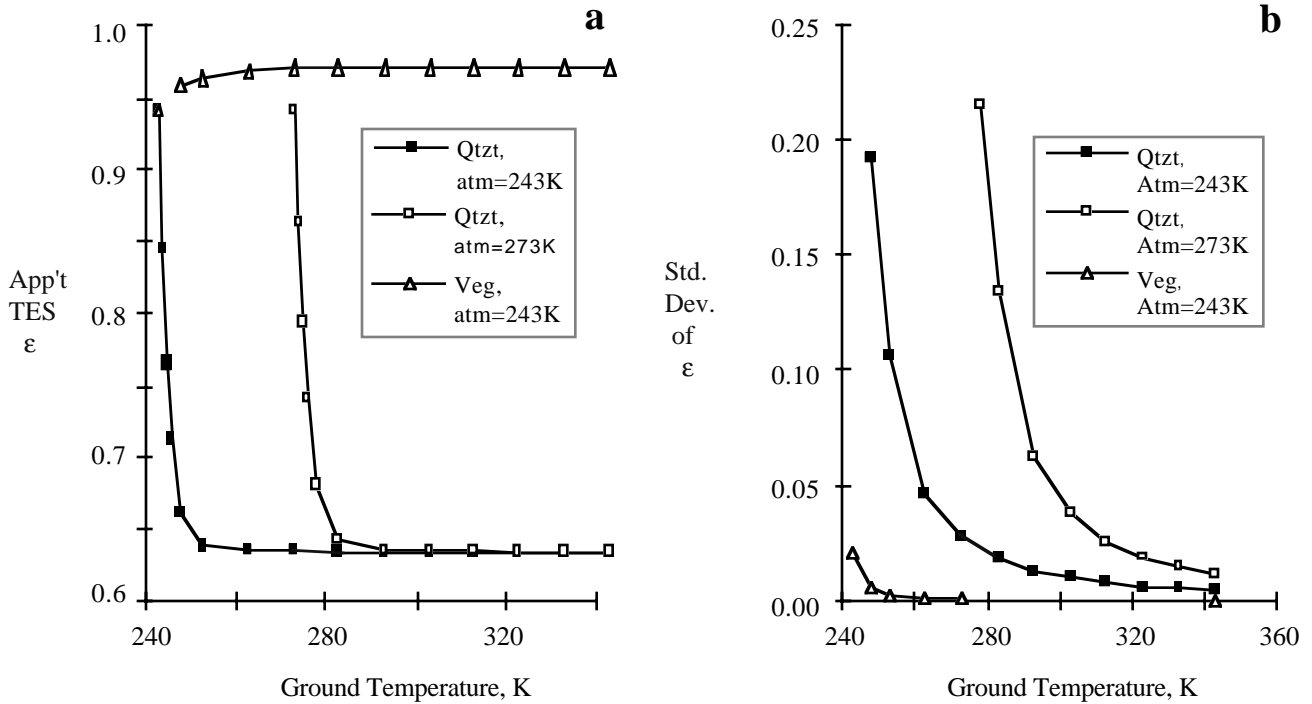 a
1.0
0.9
0.8
0.7
0.6
App't
TES
ε
Qtzt,
atm=243K
Qtzt,
atm=273K
Veg,
atm=243K
240 280 320
Ground Temperature, K
b
0.25
0.20
0.15
0.10
0.05
0.00
Std.
Dev.
of
ε
Qtzt,
Atm=243K
Qtzt,
Atm=273K
Veg,
Atm=243K
240 280 320 360
Ground Temperature, K